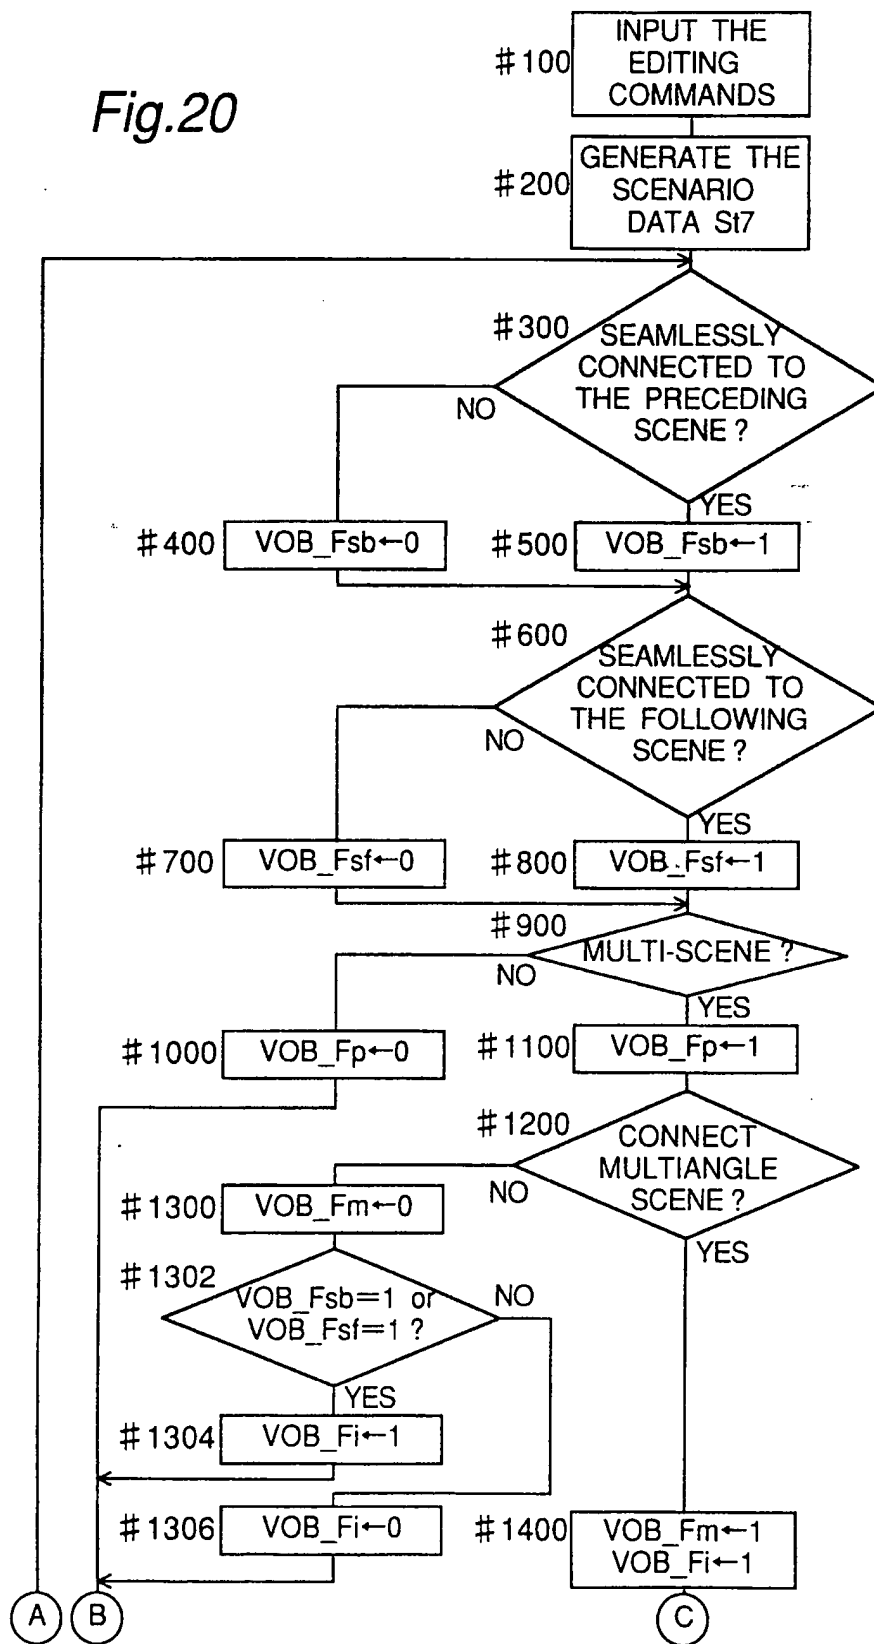 Fig.20
#100
INPUT THE
EDITING
COMMANDS
#200
GENERATE THE
SCENARIO
DATA St7
#300
SEAMLESSLY
CONNECTED TO
THE PRECEDING
SCENE ?
NO
YES
#400
VOB_Fsb←0
#500
VOB_Fsb←1
#600
SEAMLESSLY
CONNECTED TO
THE FOLLOWING
SCENE ?
NO
YES
#700
VOB_Fsf←0
#800
VOB_Fsf←1
#900
MULTI-SCENE ?
NO
YES
#1000
VOB_Fp←0
#1100
VOB_Fp←1
#1200
CONNECT
MULTIANGLE
SCENE ?
NO
YES
#1300
VOB_Fm←0
#1302
VOB_Fsb=1 or
VOB_Fsf=1 ?
NO
YES
#1304
VOB_Fi←1
#1306
VOB_Fi←0
#1400
VOB_Fm←1
VOB_Fi←1
A
B
C